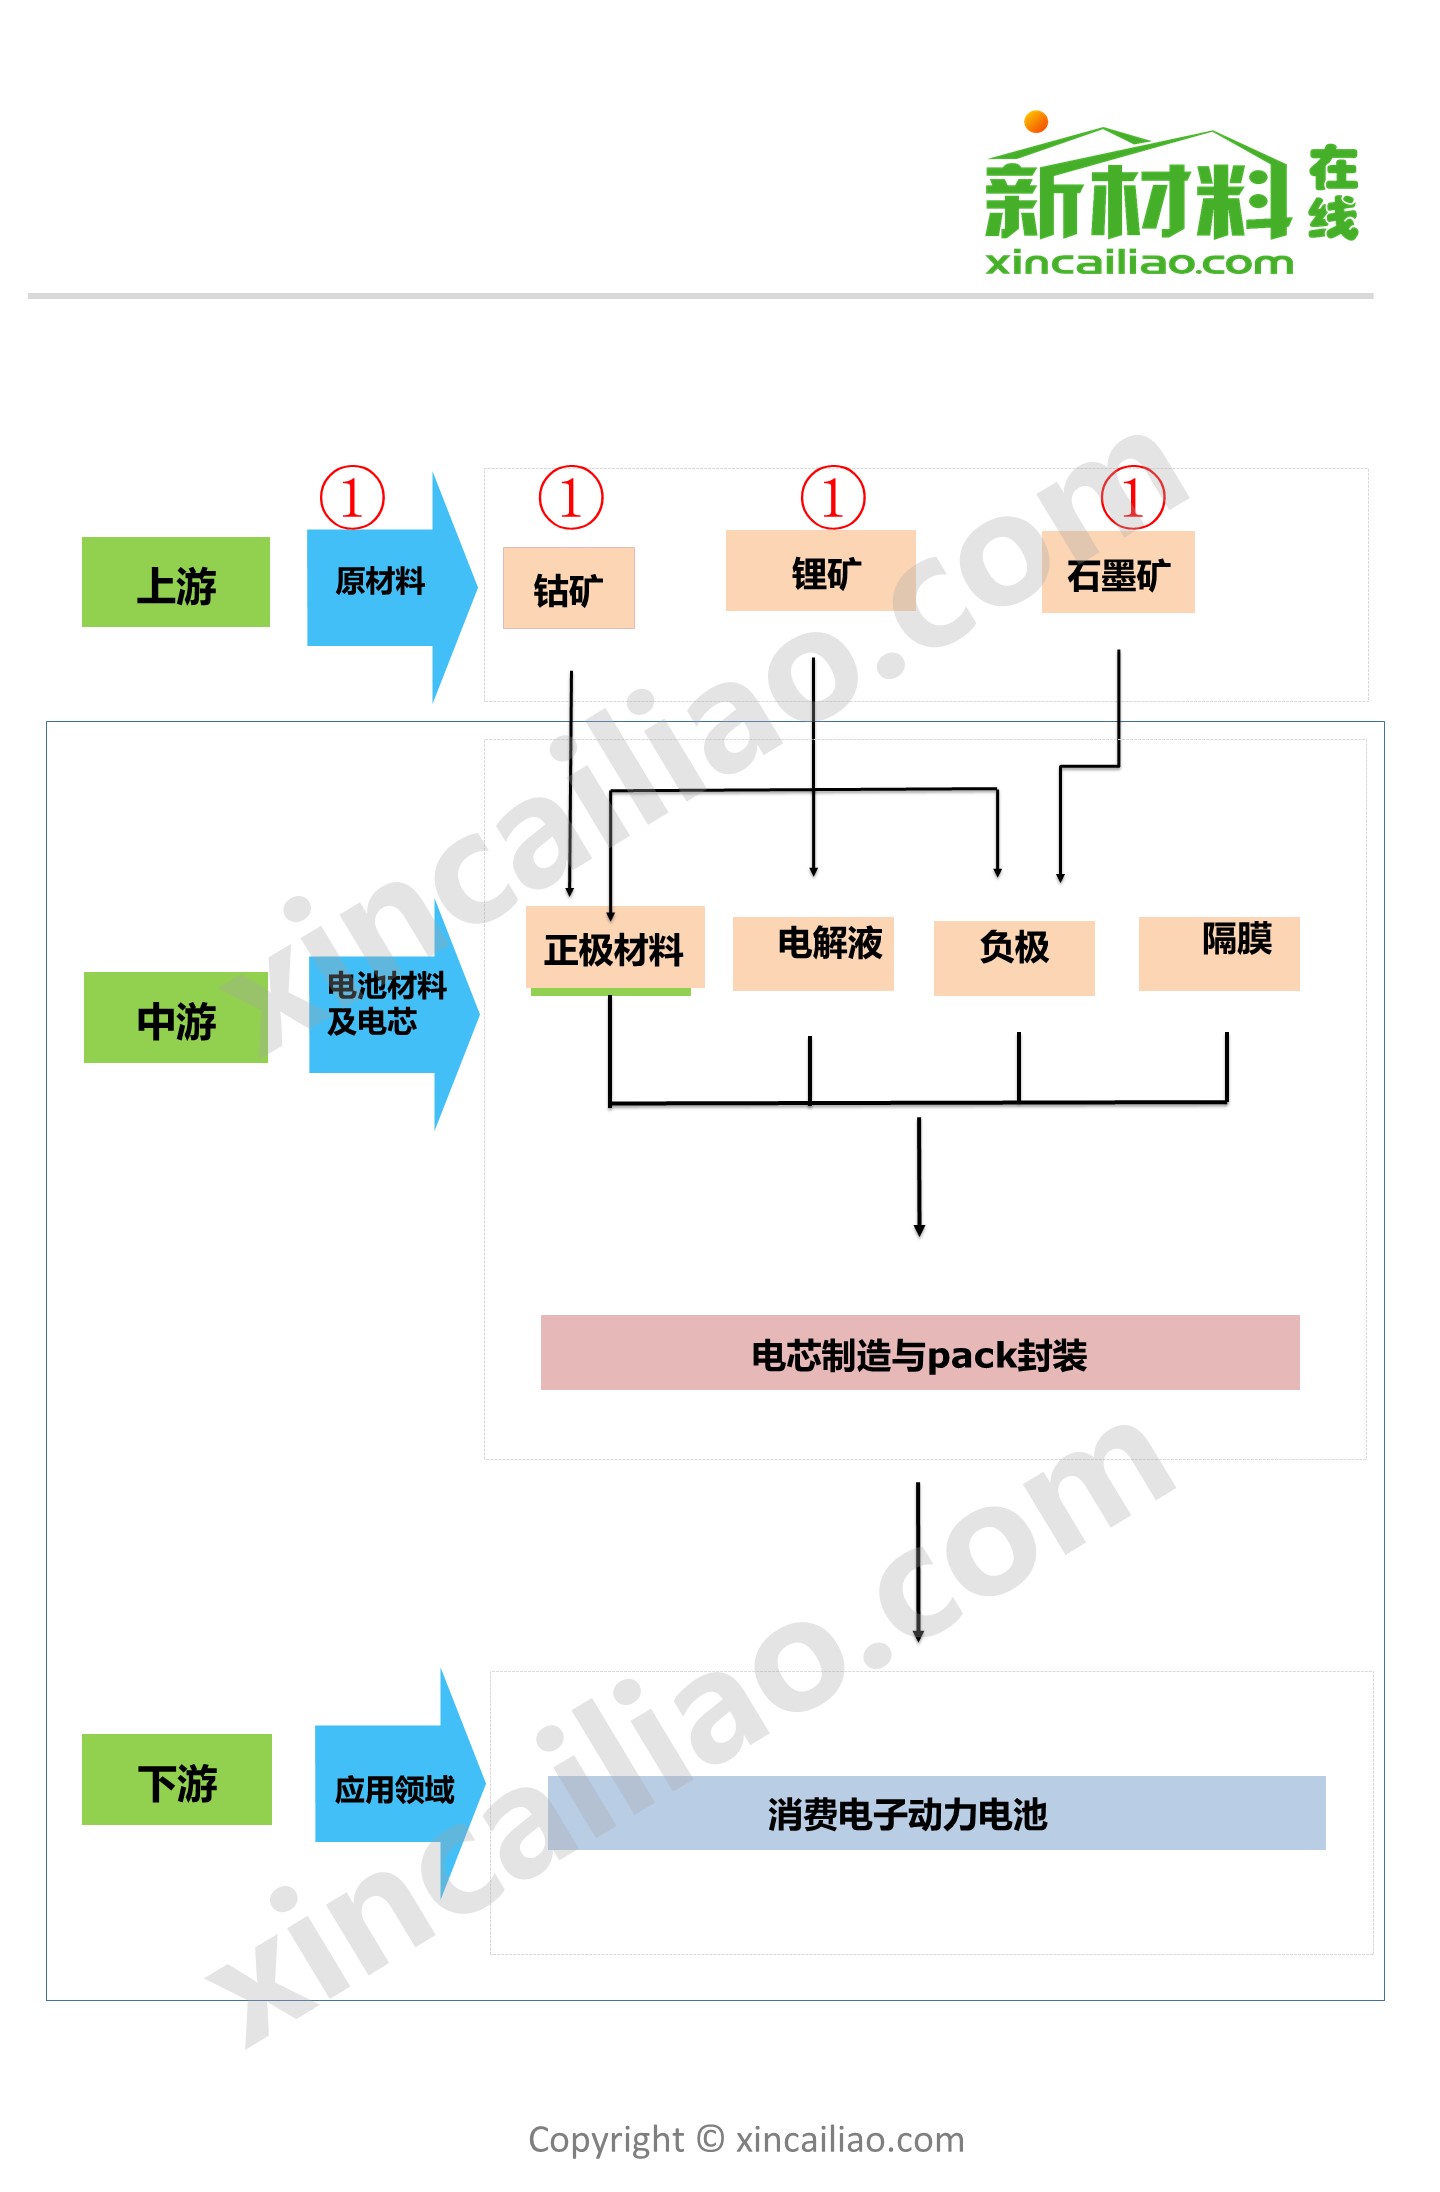 新材料在线
xincailiao.com
① ① ① ①
上游 原材料 钴矿 锂矿 石墨矿
正极材料 电解液 负极 隔膜
中游 电池材料
及电芯
电芯制造与pack封装
下游 应用领域 消费电子动力电池
xincailiao.com
xincailiao.com
Copyright © xincailiao.com